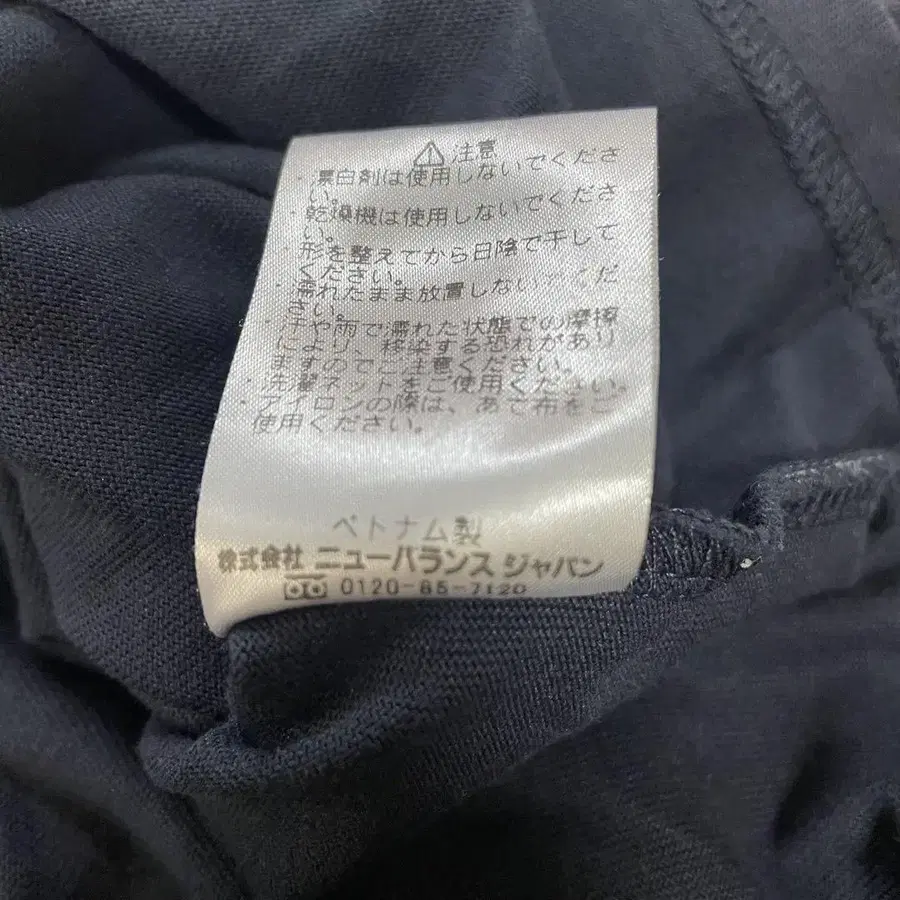 ⚠注意
・漂白剤は使用しないでくださ
い。
・乾燥機は使用しないでくださ
い。
・形を整えてから日陰で干して
ください。
・濡れたまま放置しないでくだ
さい。
・汗や雨で濡れた状態での摩擦
により、移染する恐れがあり
ますのでご注意ください。
・洗濯ネットをご使用ください。
・アイロンの際は、あて布をご
使用ください。
ベトナム製
株式会社 ニューバランス ジャパン
0120-85-7120